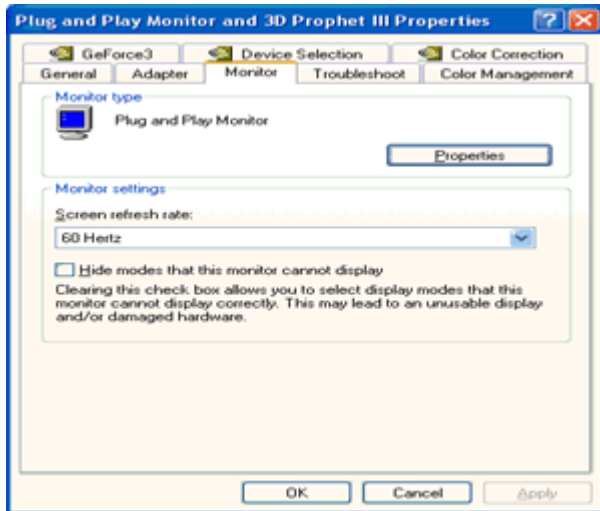 Plug and Play Monitor and 3D Prophet III Properties
GeForce3 Device Selection Color Correction
General Adapter Monitor Troubleshoot Color Management
Monitor type
Plug and Play Monitor
Properties
Monitor settings
Screen refresh rate:
60 Hertz
Hide modes that this monitor cannot display
Clearing this check box allows you to select display modes that this
monitor cannot display correctly. This may lead to an unusable display
and/or damaged hardware.
OK Cancel Apply